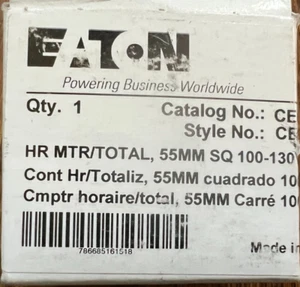 EATON
Powering Business Worldwide
Qty. 1 Catalog No.: CE
Style No.: CE
HR MTR/TOTAL, 55MM SQ 100-130
Cont Hr/Totaliz, 55MM cuadrado 10
Cmptr horaire/total, 55MM Carré 10
786685161518
Made in